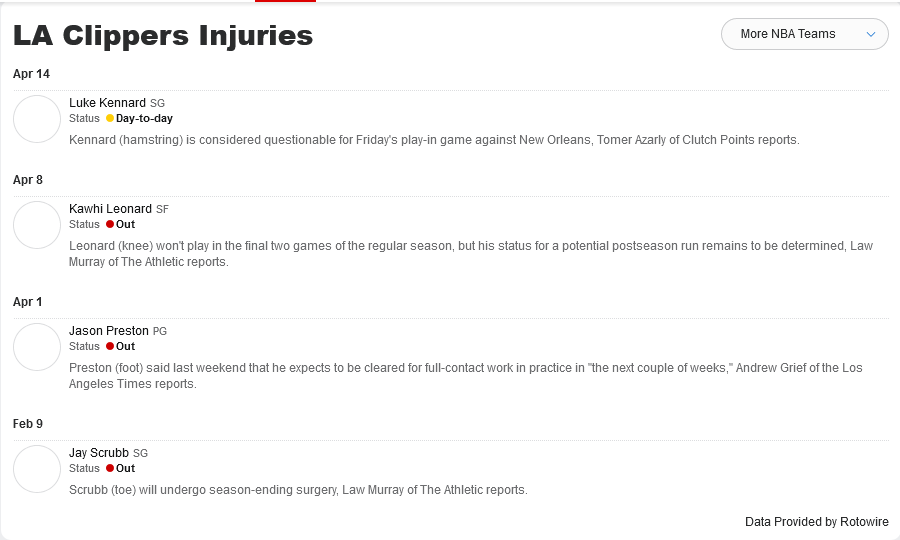 LA Clippers Injuries
More NBA Teams
Apr 14
Luke Kennard SG
Status Day-to-day
Kennard (hamstring) is considered questionable for Friday's play-in game against New Orleans, Tomer Azarly of Clutch Points reports.
Apr 8
Kawhi Leonard SF
Status Out
Leonard (knee) won't play in the final two games of the regular season, but his status for a potential postseason run remains to be determined, Law
Murray of The Athletic reports.
Apr 1
Jason Preston PG
Status Out
Preston (foot) said last weekend that he expects to be cleared for full-contact work in practice in "the next couple of weeks," Andrew Grief of the Los
Angeles Times reports.
Feb 9
Jay Scrubb SG
Status Out
Scrubb (toe) will undergo season-ending surgery, Law Murray of The Athletic reports.
Data Provided by Rotowire